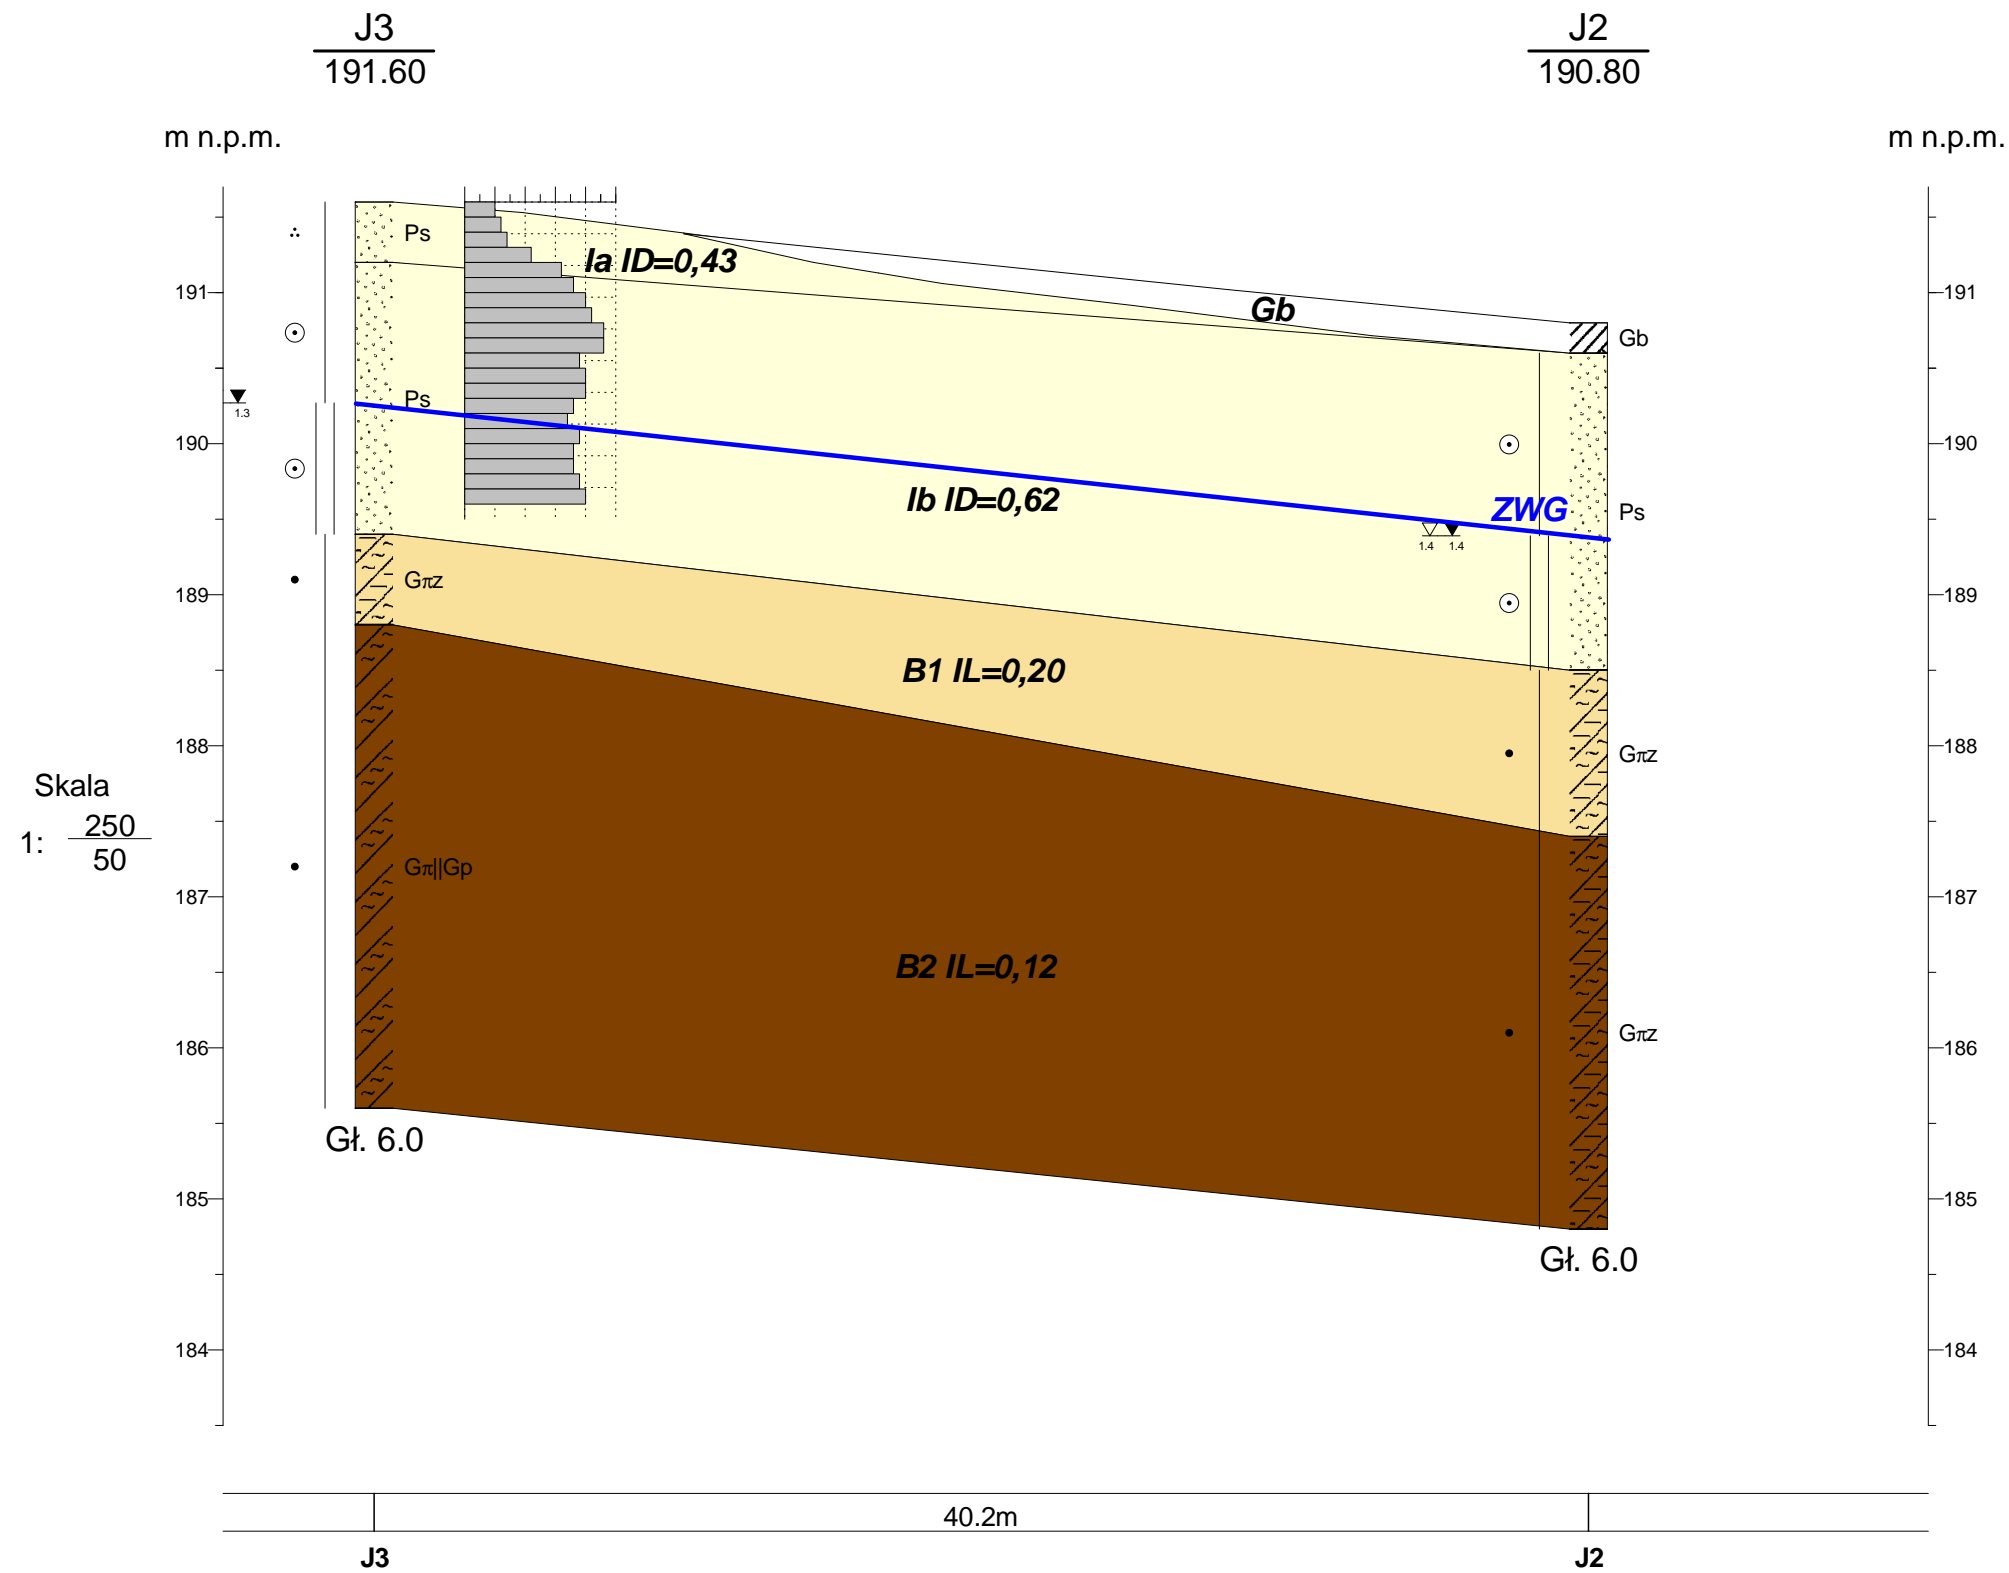 J3
191.60
J2
190.80
m n.p.m.
m n.p.m.
Ps
Ia ID=0,43
191
191
Gb
Gb
Ps
1.3
190
190
Ib ID=0,62
ZWG
Ps
1.4
1.4
Gπz
189
189
B1 IL=0,20
188
188
Gπz
Skala
1:
250
50
Gπ||Gp
187
187
B2 IL=0,12
Gπz
186
186
Gł. 6.0
185
185
Gł. 6.0
184
184
40.2m
J3
J2